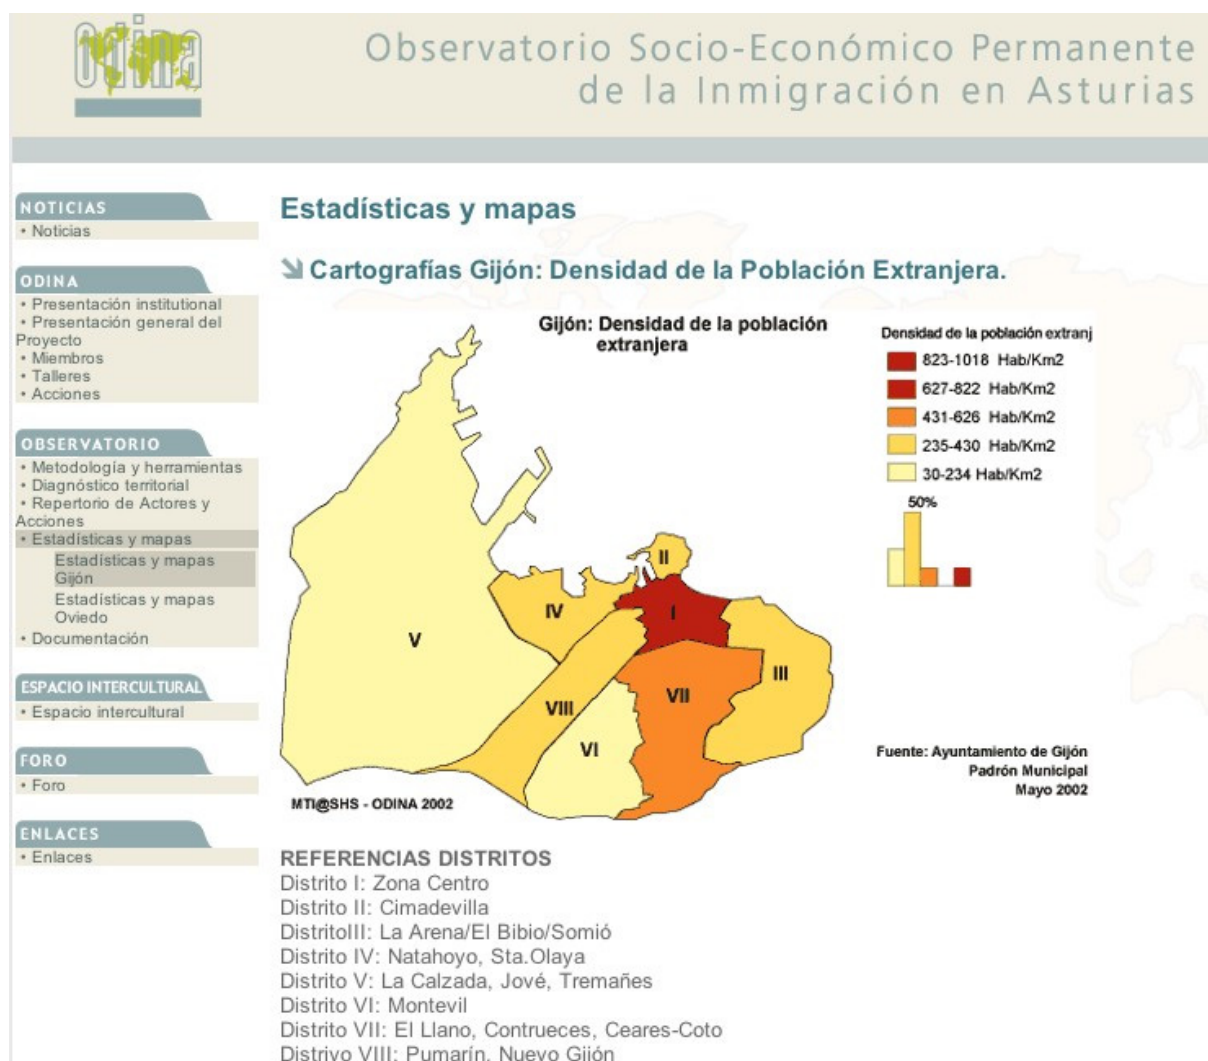 odina
Observatorio Socio-Económico Permanente
de la Inmigración en Asturias
NOTICIAS
• Noticias
ODINA
• Presentación institutional
• Presentación general del
Proyecto
• Miembros
• Talleres
• Acciones
OBSERVATORIO
• Metodología y herramientas
• Diagnóstico territorial
• Repertorio de Actores y
Acciones
• Estadísticas y mapas
Estadísticas y mapas
Gijón
Estadísticas y mapas
Oviedo
• Documentación
ESPACIO INTERCULTURAL
• Espacio intercultural
FORO
• Foro
ENLACES
• Enlaces
Estadísticas y mapas
Cartografías Gijón: Densidad de la Población Extranjera.
Gijón: Densidad de la población
extranjera
Densidad de la población extranj
823-1018 Hab/Km2
627-822 Hab/Km2
431-626 Hab/Km2
235-430 Hab/Km2
30-234 Hab/Km2
50%
II
IV
I
V
III
VII
VIII
VI
Fuente: Ayuntamiento de Gijón
Padrón Municipal
Mayo 2002
MTI@SHS - ODINA 2002
REFERENCIAS DISTRITOS
Distrito I: Zona Centro
Distrito II: Cimadevilla
DistritoIII: La Arena/El Bibio/Somió
Distrito IV: Natahoyo, Sta.Olaya
Distrito V: La Calzada, Jové, Tremañes
Distrito VI: Montevil
Distrito VII: El Llano, Contrueces, Ceares-Coto
Distrivo VIII: Pumarín, Nuevo Gijón